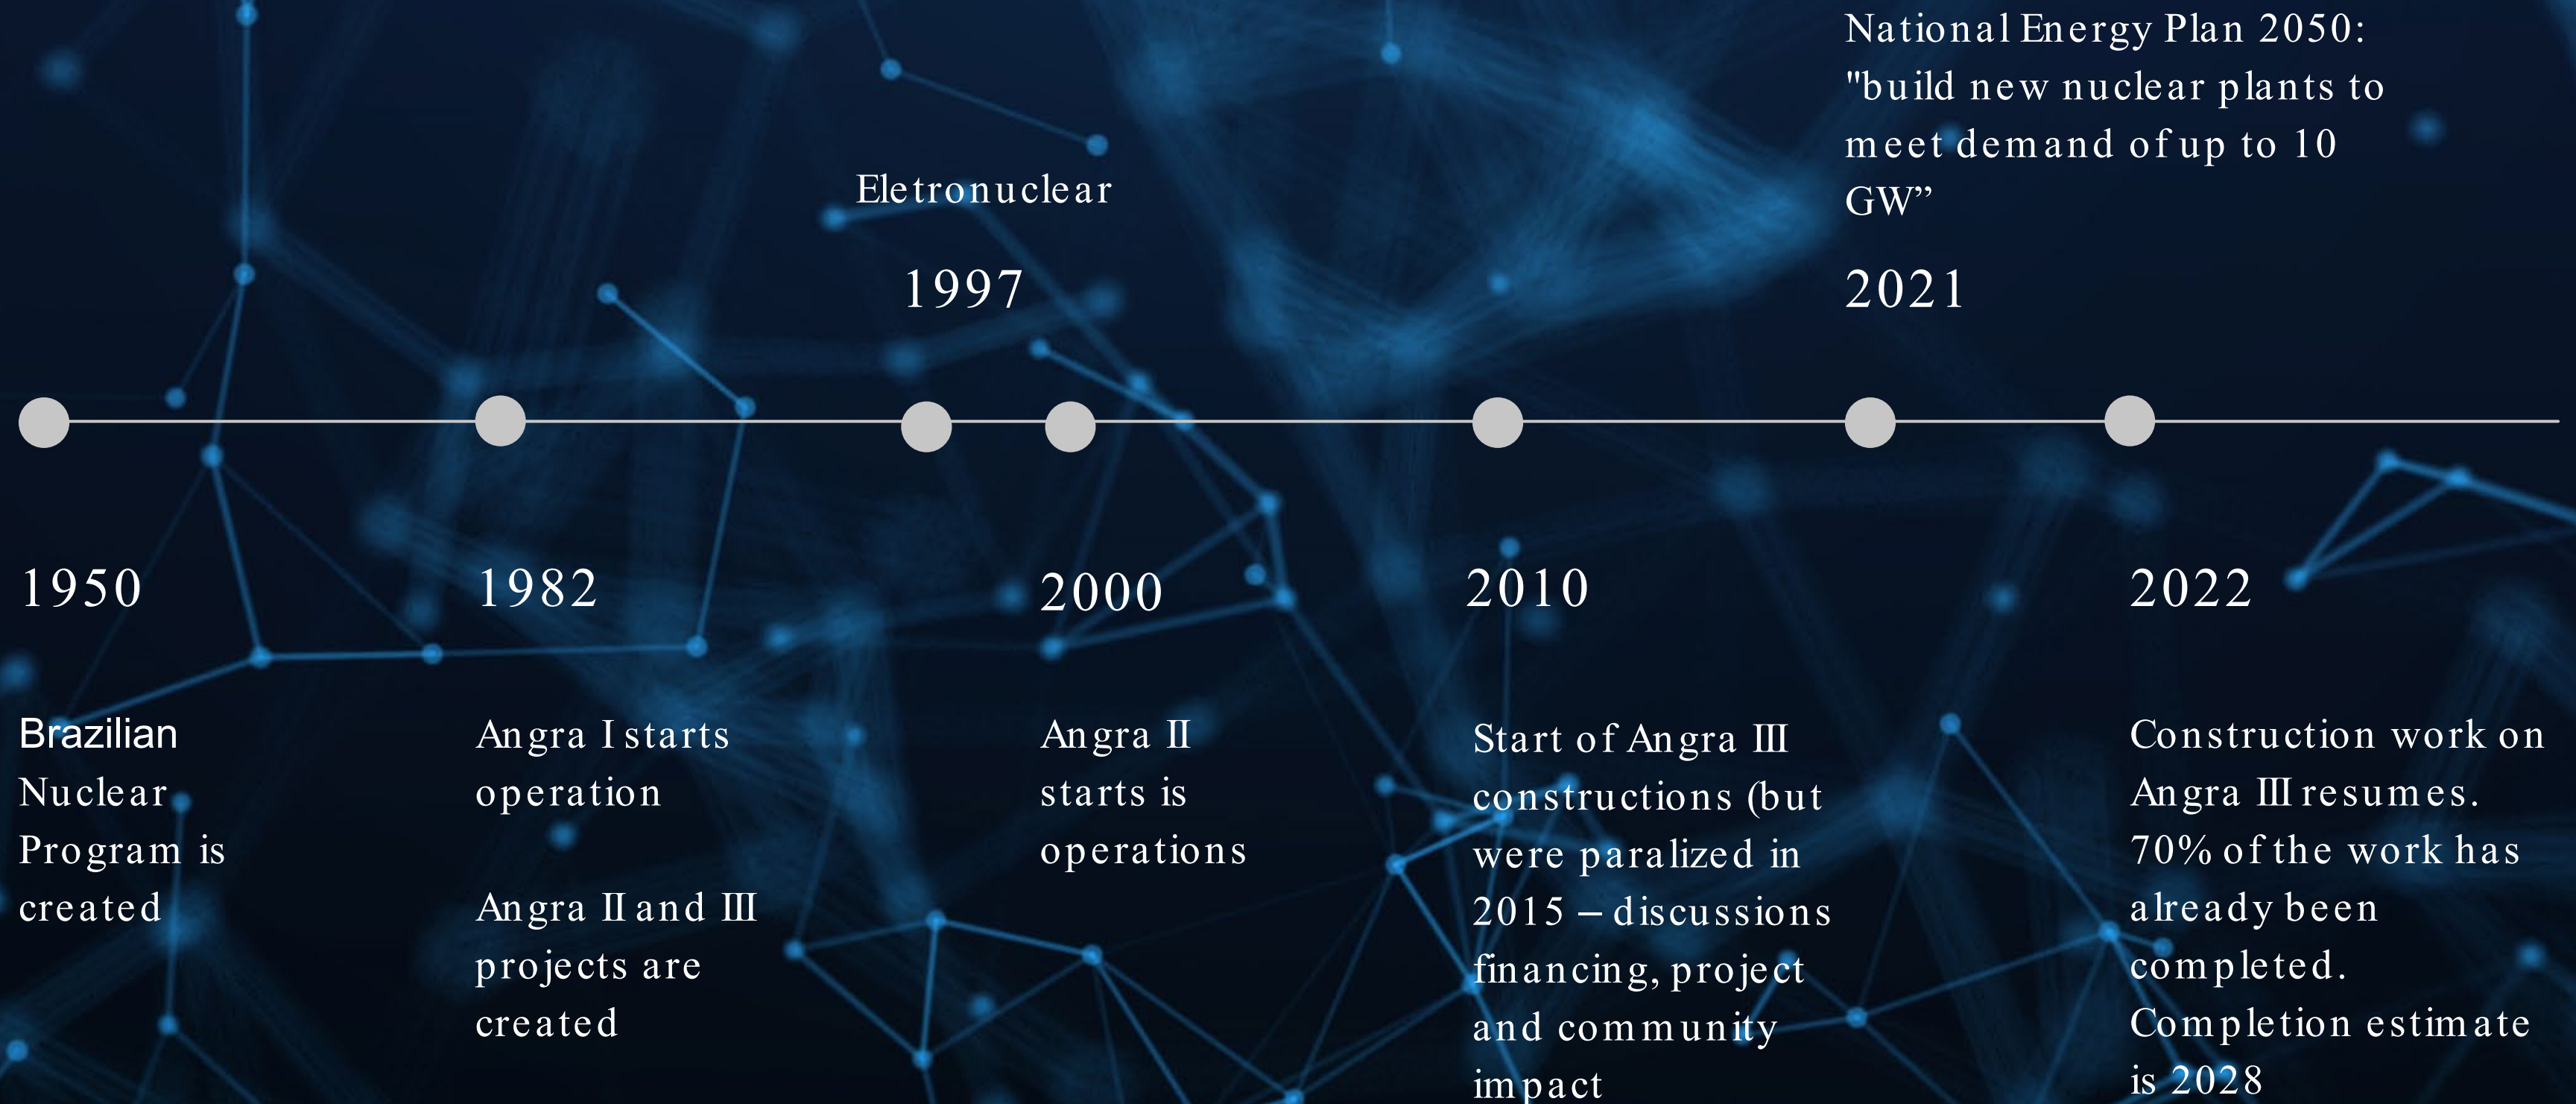 National Energy Plan 2050:
"build new nuclear plants to
meet demand of up to 10
GW”
Eletronuclear
1997
2021
1950
1982
2000
2010
2022
Brazilian
Nuclear
Program is
created
Angra I starts
operation
Angra II and III
projects are
created
Angra II
starts is
operations
Start of Angra III
constructions (but
were paralized in
2015 – discussions
financing, project
and community
impact
Construction work on
Angra III resumes.
70% of the work has
already been
completed.
Completion estimate
is 2028